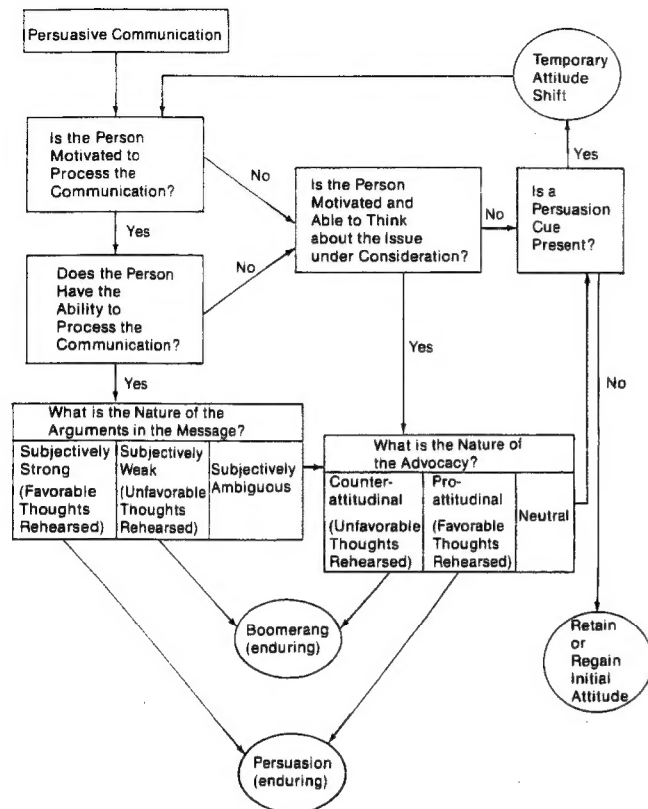 Persuasive Communication
Temporary
Attitude
Shift
Is the Person
Motivated to
Process the
Communication?
No
Yes
Is the Person
Motivated and
Able to Think
about the Issue
under Consideration?
No
Is a
Persuasion
Cue
Present?
Yes
Does the Person
Have the
Ability to
Process the
Communication?
No
Yes
No
Yes
What is the Nature of the
Arguments in the Message?
Subjectively
Strong
(Favorable
Thoughts
Rehearsed)
Subjectively
Weak
(Unfavorable
Thoughts
Rehearsed)
Subjectively
Ambiguous
What is the Nature of
the Advocacy?
Counter-
attitudinal
(Unfavorable
Thoughts
Rehearsed)
Pro-
attitudinal
(Favorable
Thoughts
Rehearsed)
Neutral
Boomerang
(enduring)
Retain
or
Regain
Initial
Attitude
Persuasion
(enduring)